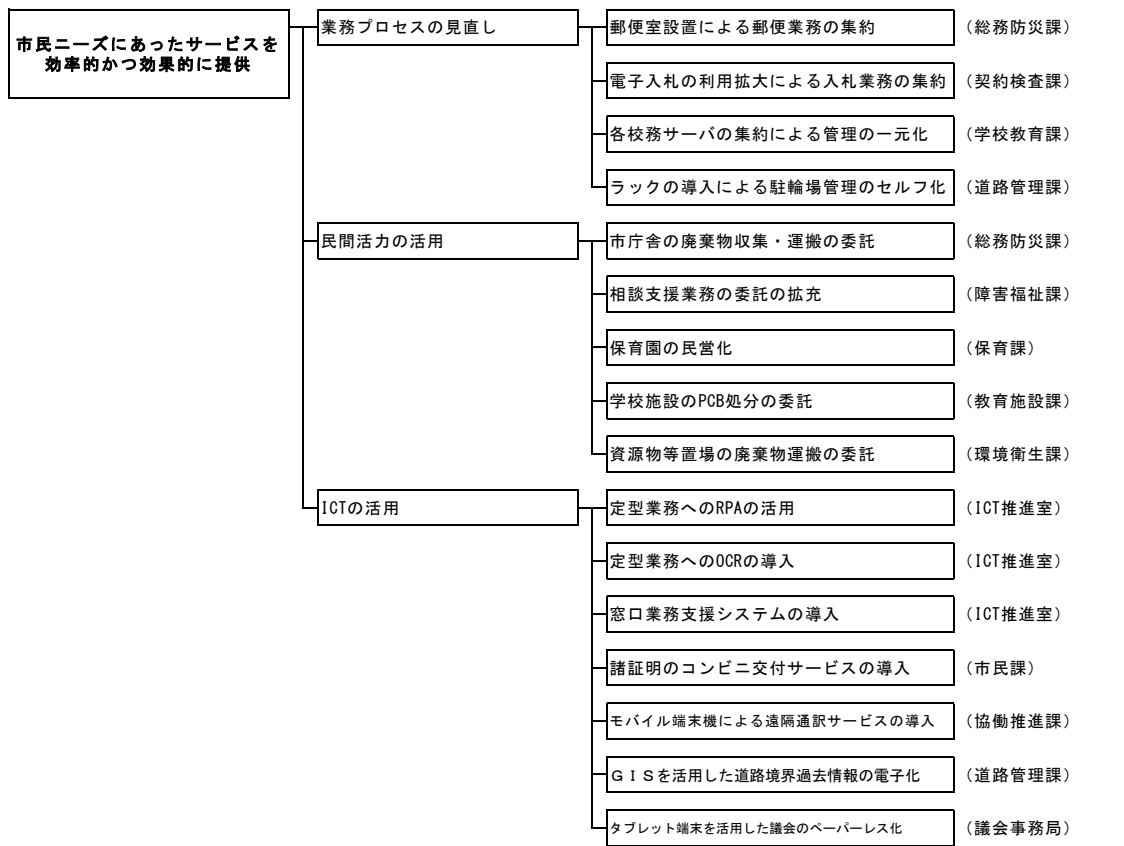 市民ニーズにあったサービスを
効率的かつ効果的に提供
業務プロセスの見直し
郵便室設置による郵便業務の集約 （総務防災課）
電子入札の利用拡大による入札業務の集約 （契約検査課）
各校務サーバの集約による管理の一元化 （学校教育課）
ラックの導入による駐輪場管理のセルフ化 （道路管理課）
民間活力の活用
市庁舎の廃棄物収集・運搬の委託 （総務防災課）
相談支援業務の委託の拡充 （障害福祉課）
保育園の民営化 （保育課）
学校施設のPCB処分の委託 （教育施設課）
資源物等置場の廃棄物運搬の委託 （環境衛生課）
ICTの活用
定型業務へのRPAの活用 （ICT推進室）
定型業務へのOCRの導入 （ICT推進室）
窓口業務支援システムの導入 （ICT推進室）
諸証明のコンビニ交付サービスの導入 （市民課）
モバイル端末機による遠隔通訳サービスの導入 （協働推進課）
ＧＩＳを活用した道路境界過去情報の電子化 （道路管理課）
タブレット端末を活用した議会のペーパーレス化 （議会事務局）